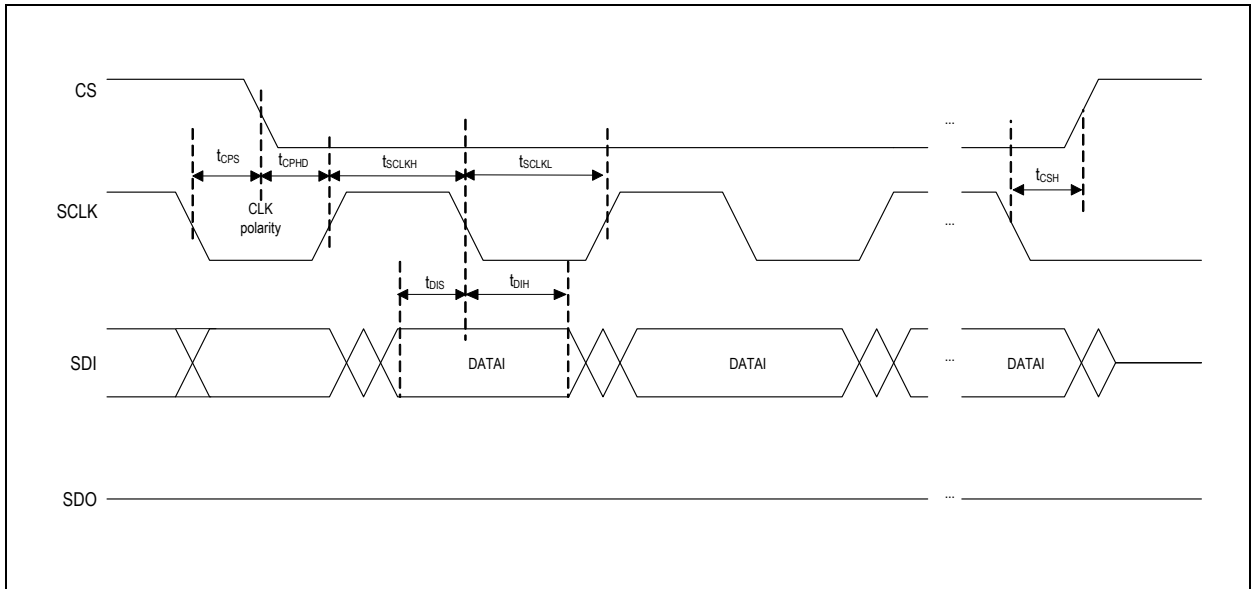 CS
...
tCPS
tCPHD
tSCLKH
tSCLKL
tCSH
SCLK
CLK
polarity
...
tDIS
tDIH
SDI
DATAI
DATAI
...
DATAI
SDO
...